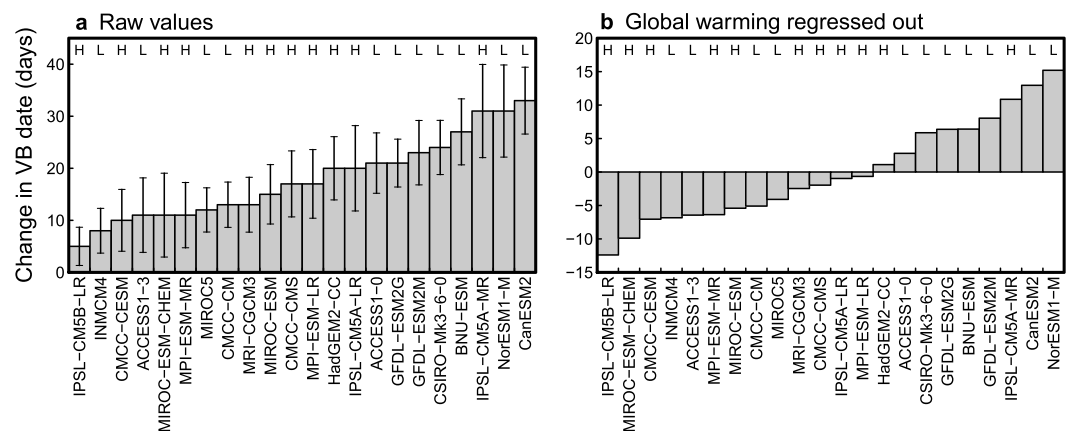 a Raw values
Change in VB date (days)
40
30
20
10
0
H L H L H H L L L H H H H H L L L L L H L L
IPSL−CM5B−LR
INMCM4
CMCC−CESM
ACCESS1−3
MIROC−ESM−CHEM
MPI−ESM−MR
MIROC5
CMCC−CM
MRI−CGCM3
MIROC−ESM
CMCC−CMS
MPI−ESM−LR
HadGEM2−CC
IPSL−CM5A−LR
ACCESS1−0
GFDL−ESM2G
GFDL−ESM2M
CSIRO−Mk3−6−0
BNU−ESM
IPSL−CM5A−MR
NorESM1−M
CanESM2
b Global warming regressed out
20
15
10
5
0
−5
−10
−15
H H H L L H H L L L H H H H L L L L L H L L
IPSL−CM5B−LR
MIROC−ESM−CHEM
CMCC−CESM
INMCM4
ACCESS1−3
MPI−ESM−MR
MIROC−ESM
CMCC−CM
MIROC5
MRI−CGCM3
CMCC−CMS
IPSL−CM5A−LR
MPI−ESM−LR
HadGEM2−CC
ACCESS1−0
CSIRO−Mk3−6−0
GFDL−ESM2G
BNU−ESM
GFDL−ESM2M
IPSL−CM5A−MR
CanESM2
NorESM1−M